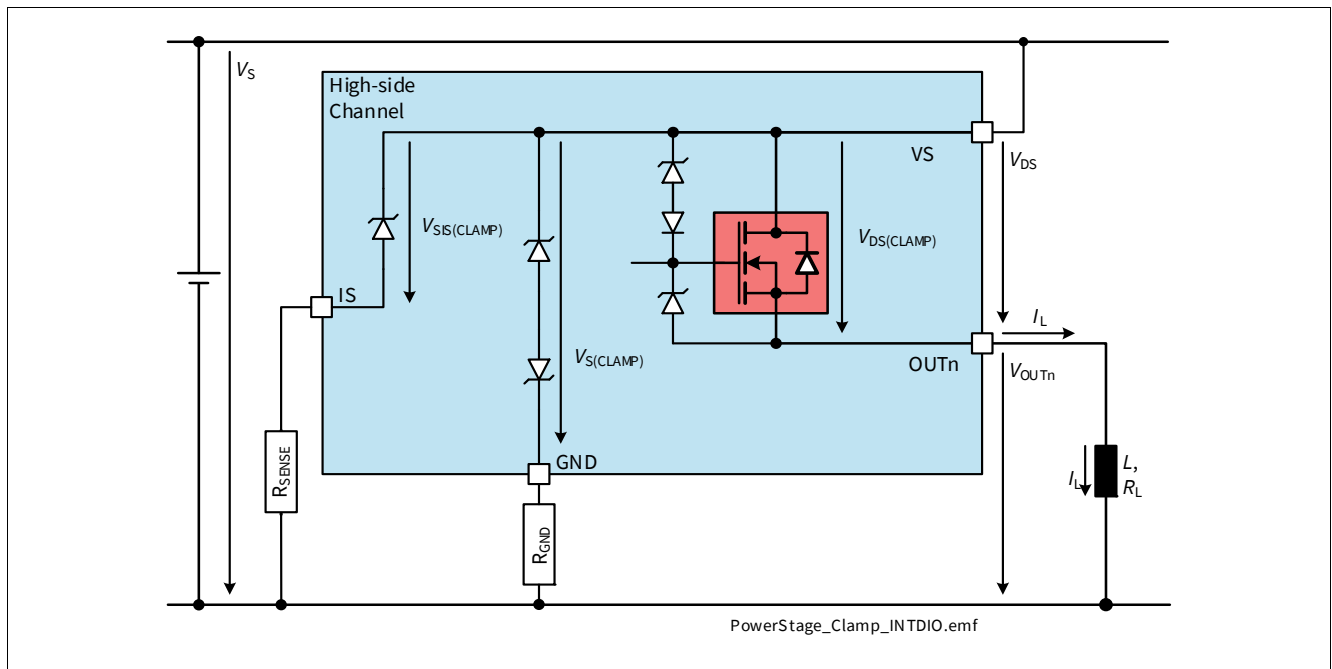 High-side
Channel
VS
VS
VDS
VSIS(CLAMP)
VDS(CLAMP)
IS
VS(CLAMP)
IL
OUTn
VOUTn
GND
RSENSE
IL
L,
RL
RGND
PowerStage_Clamp_INTDIO.emf